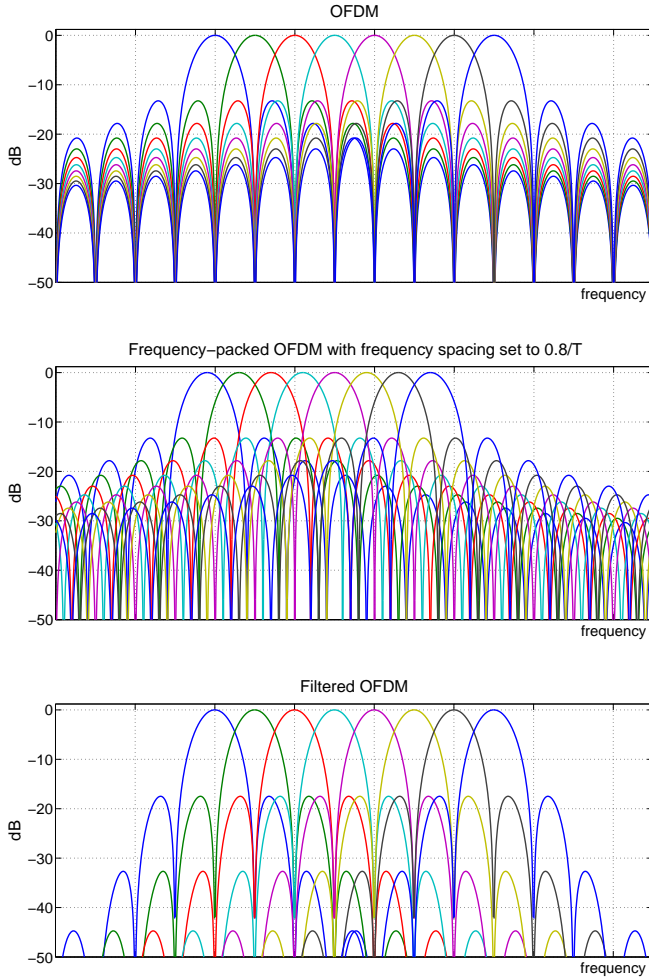 OFDM
0
−10
−20
−30
−40
−50
dB
frequency
Frequency−packed OFDM with frequency spacing set to 0.8/T
0
−10
−20
−30
−40
−50
dB
frequency
Filtered OFDM
0
−10
−20
−30
−40
−50
dB
frequency